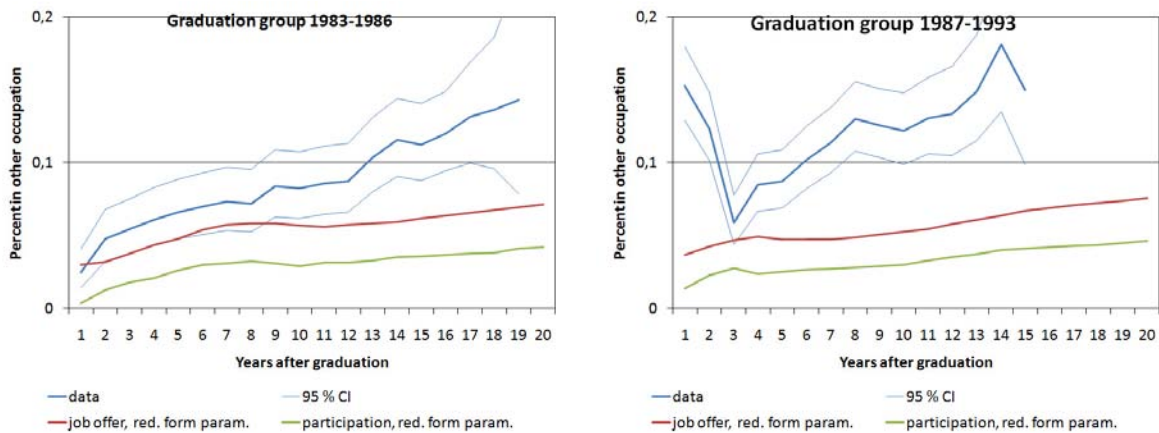 Graduation group 1983-1986
0,2
0,1
0
Percentin other occupation
1 2 3 4 5 6 7 8 9 10 11 12 13 14 15 16 17 18 19 20
Years after graduation
data
95 % CI
job offer, red. form param.
participation, red. form param.
Graduation group 1987-1993
0,2
0,1
0
Percentin other occupation
1 2 3 4 5 6 7 8 9 10 11 12 13 14 15 16 17 18 19 20
Years after graduation
data
95 % CI
job offer, red. form param.
participation, red. form param.